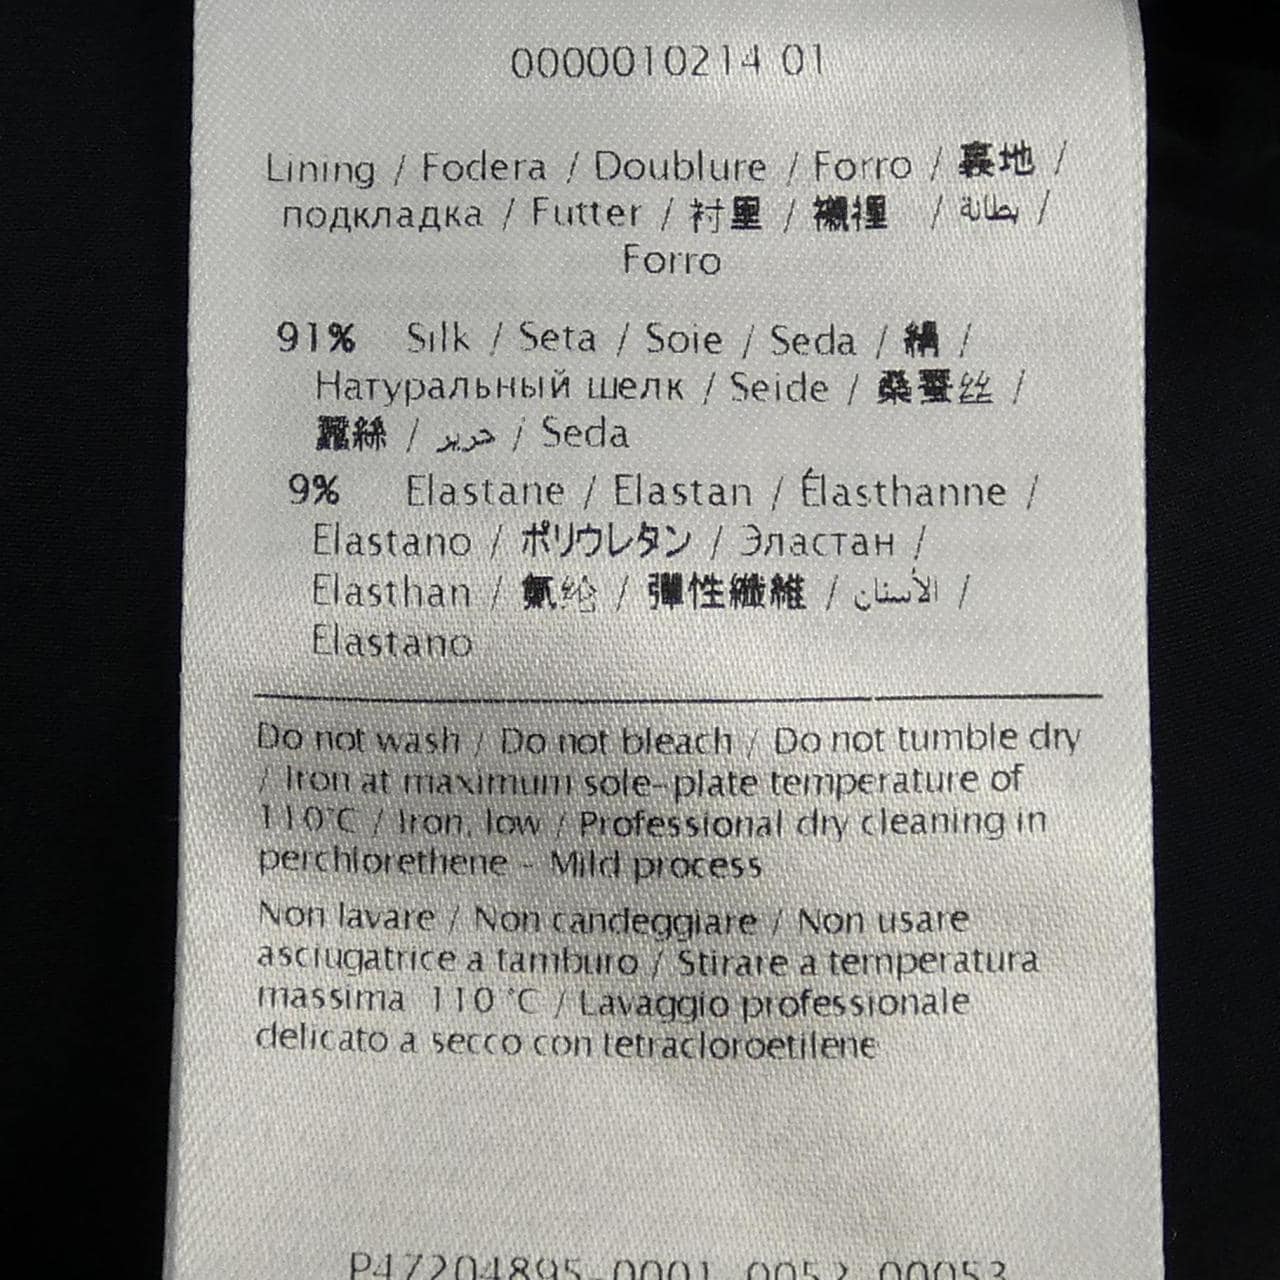 0000010214 01
Lining / Fodera / Doublure / Forro / 裏地 /
подкладка / Futter / 衬里 / 襯裡 / بطانة /
Forro
91% Silk / Seta / Soie / Seda / 絹 /
Натуральный шелк / Seide / 桑蚕丝 /
蠶絲 / حرير / Seda
9% Elastane / Elastan / Élasthanne /
Elastano / ポリウレタン / Эластан /
Elasthan / 氨纶 / 彈性纖維 / الأستان /
Elastano
Do not wash / Do not bleach / Do not tumble dry
/ Iron at maximum sole-plate temperature of
110°C / Iron, low / Professional dry cleaning in
perchlorethene - Mild process
Non lavare / Non candeggiare / Non usare
asciugatrice a tamburo / Stirare a temperatura
massima 110 °C / Lavaggio professionale
delicato a secco con tetracloroetilene
P47204895 0001 0052 00053